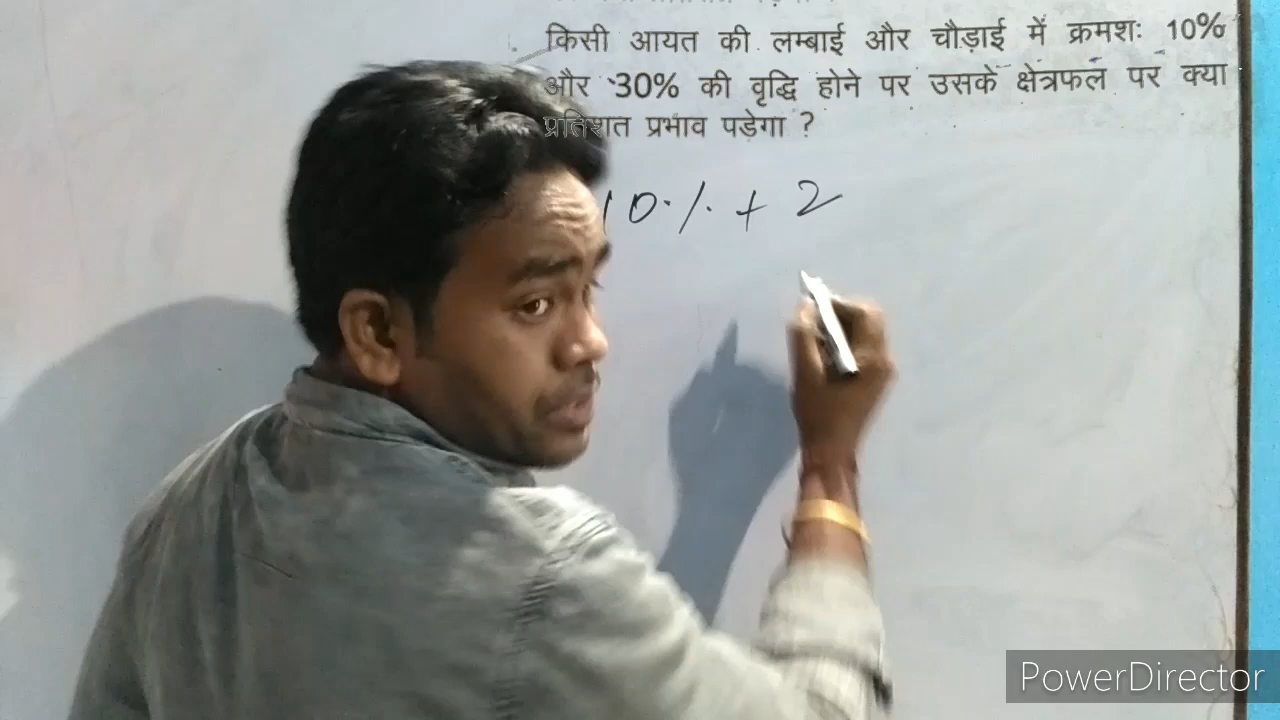 किसी आयत की लम्बाई और चौड़ाई में क्रमशः 10%
और 30% की वृद्धि होने पर उसके क्षेत्रफल पर क्या
प्रतिशत प्रभाव पड़ेगा ?
10% + 2
PowerDirector